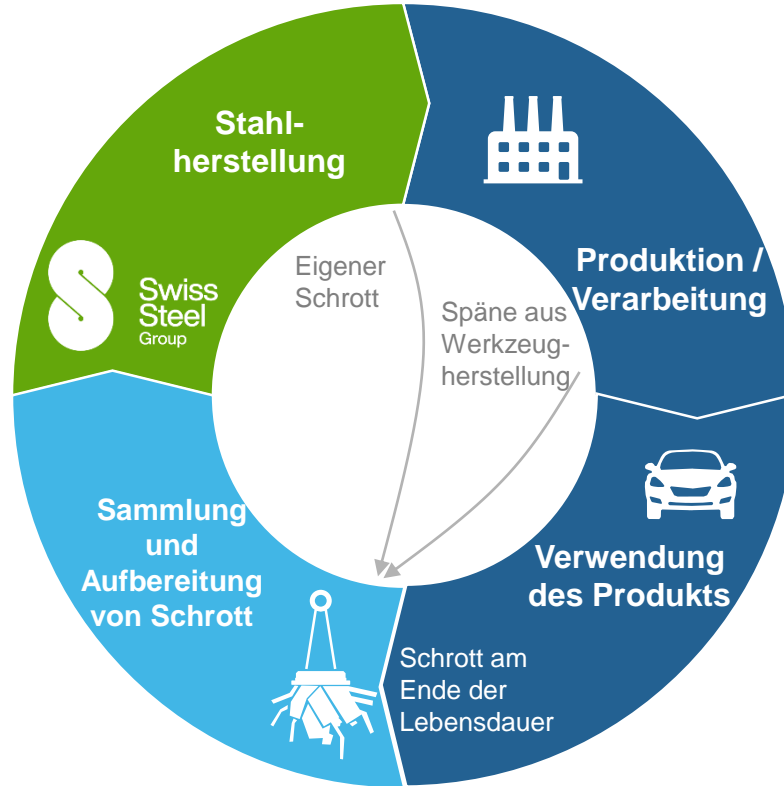 Stahl-
herstellung
Swiss
Steel
Group
Eigener
Schrott
Späne aus
Werkzeug-
herstellung
Produktion /
Verarbeitung
Verwendung
des Produkts
Schrott am
Ende der
Lebensdauer
Sammlung
und
Aufbereitung
von Schrott